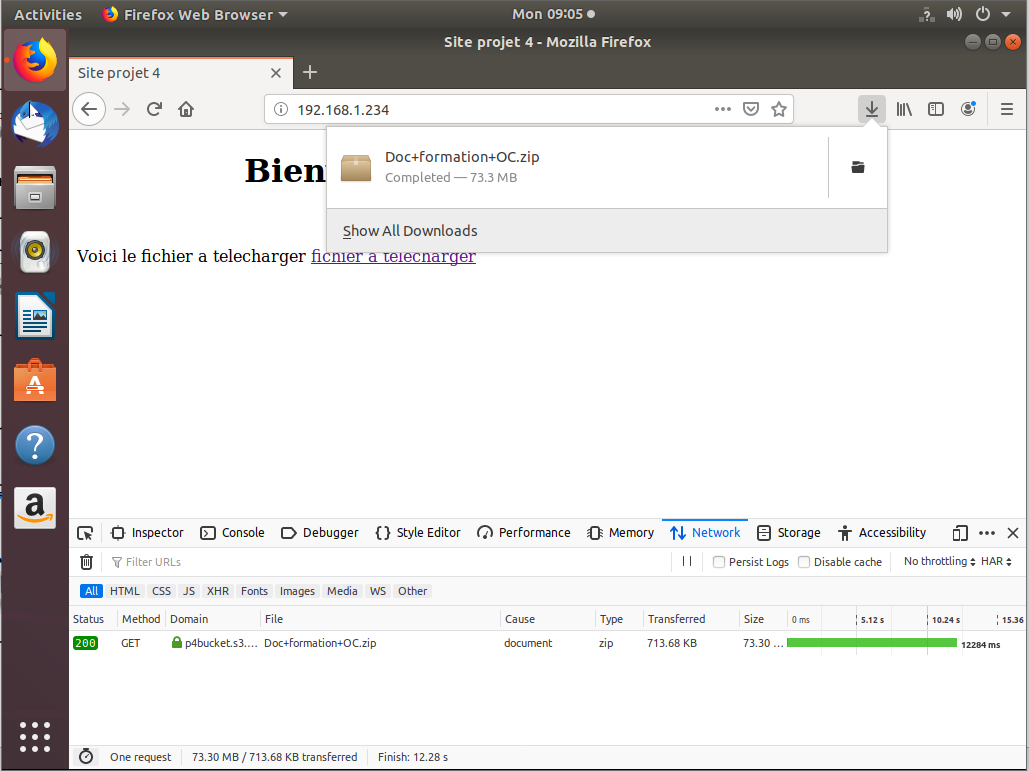 Activities Firefox Web Browser Mon 09:05
Site projet 4 - Mozilla Firefox
Site projet 4
192.168.1.234
Doc+formation+OC.zip
Completed — 73.3 MB
Show All Downloads
Bien
Voici le fichier a telecharger fichier a telecharger
Inspector Console Debugger Style Editor Performance Memory Network Storage Accessibility
Filter URLs Persist Logs Disable cache No throttling HAR
All HTML CSS JS XHR Fonts Images Media WS Other
Status Method Domain File Cause Type Transferred Size 0 ms 5.12 s 10.24 s 15.36
200 GET p4bucket.s3.… Doc+formation+OC.zip document zip 713.68 KB 73.30 … 12284 ms
One request 73.30 MB / 713.68 KB transferred Finish: 12.28 s